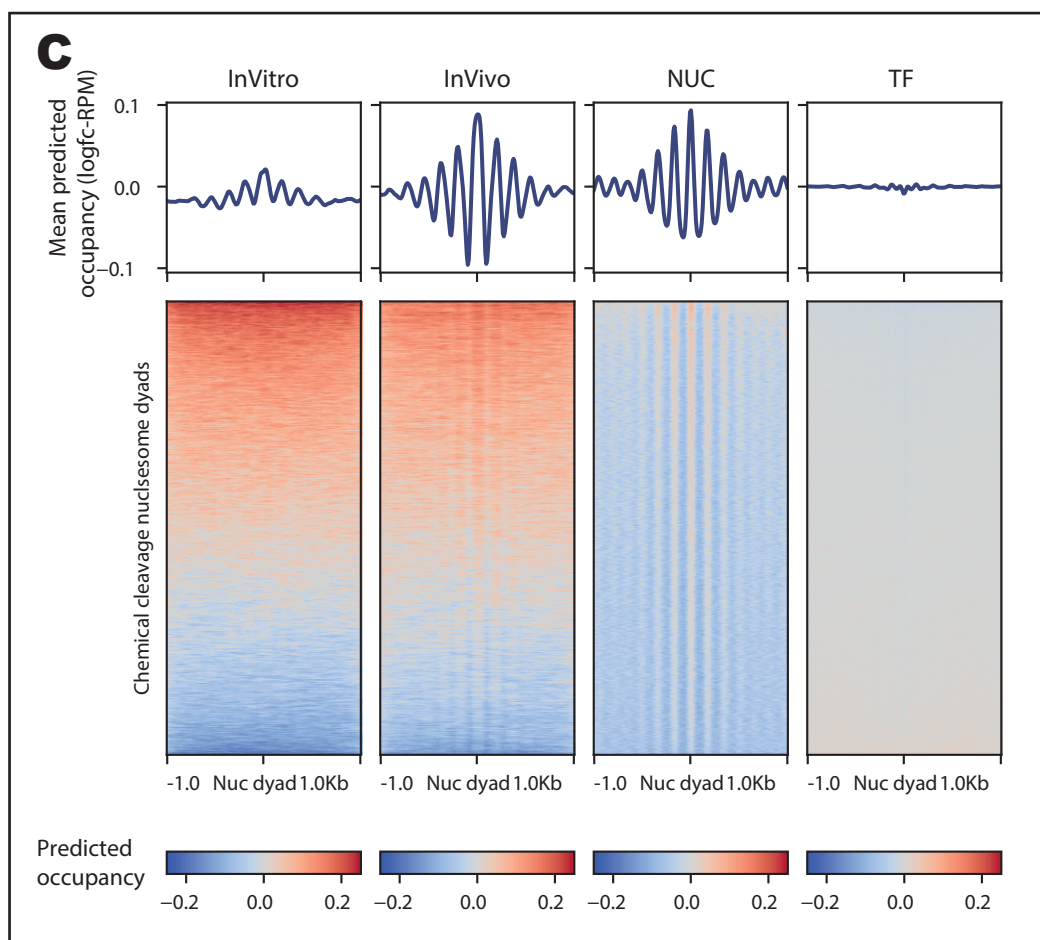 C
InVitro
InVivo
NUC
TF
Mean predicted
occupancy (logfc-RPM)
0.1
0.0
−0.1
Chemical cleavage nuclsesome dyads
-1.0 Nuc dyad 1.0Kb
-1.0 Nuc dyad 1.0Kb
-1.0 Nuc dyad 1.0Kb
-1.0 Nuc dyad 1.0Kb
Predicted
occupancy
−0.2 0.0 0.2
−0.2 0.0 0.2
−0.2 0.0 0.2
−0.2 0.0 0.2